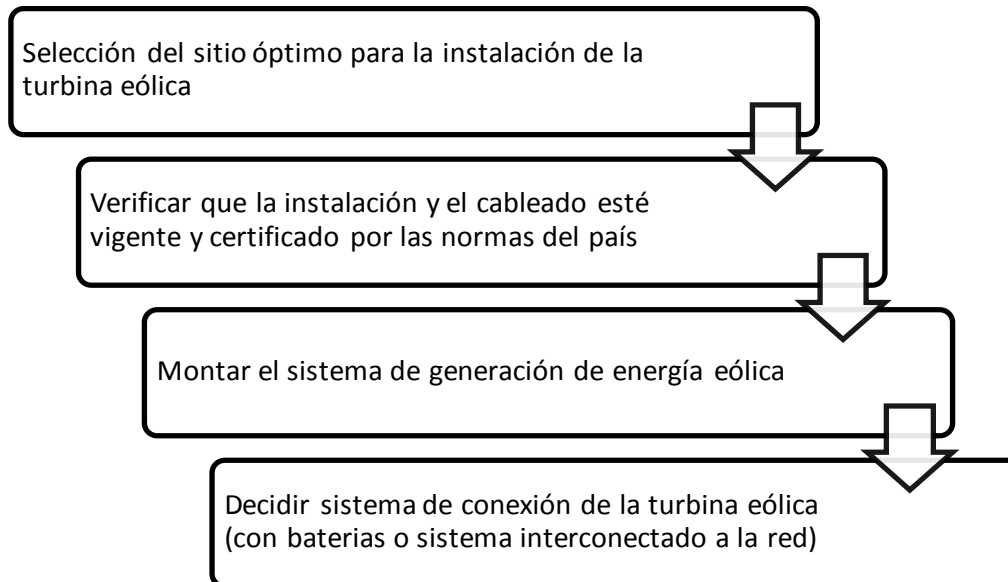 Selección del sitio óptimo para la instalación de la
turbina eólica
Verificar que la instalación y el cableado esté
vigente y certificado por las normas del país
Montar el sistema de generación de energía eólica
Decidir sistema de conexión de la turbina eólica
(con baterias o sistema interconectado a la red)